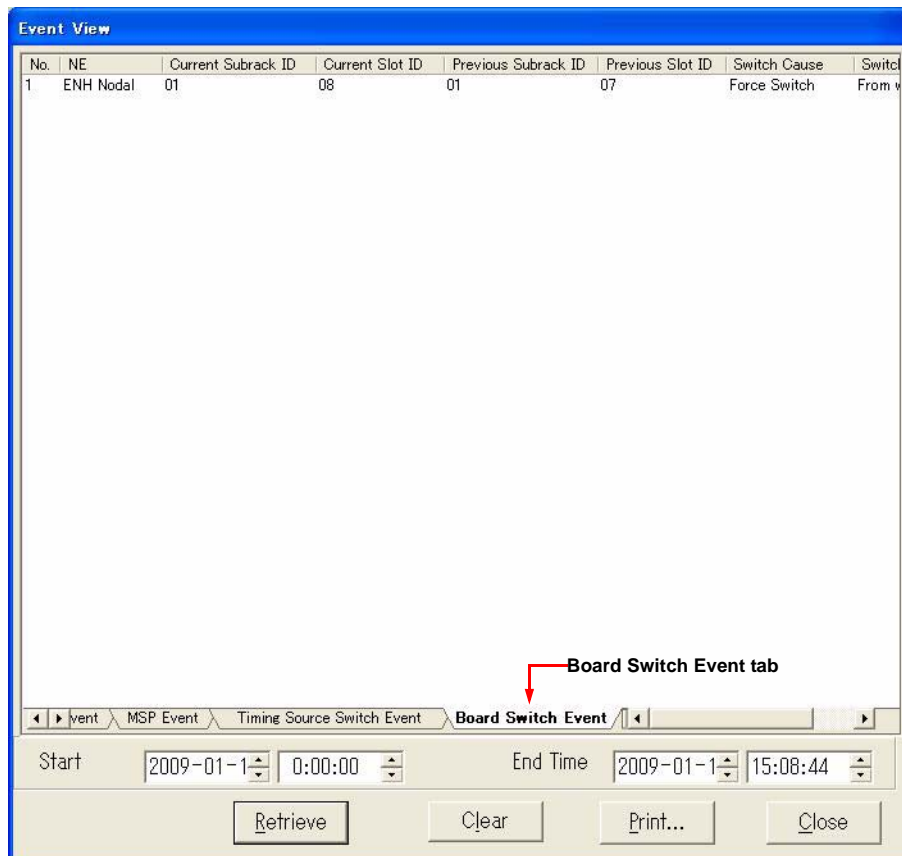 Event View
No. NE Current Subrack ID Current Slot ID Previous Subrack ID Previous Slot ID Switch Cause
1 ENH Nodal 01 08 01 07 Force Switch From
Board Switch Event tab
vent MSP Event Timing Source Switch Event Board Switch Event
Start 2009-01-1 0:00:00 End Time 2009-01-1 15:08:44
Retrieve Clear Print... Close